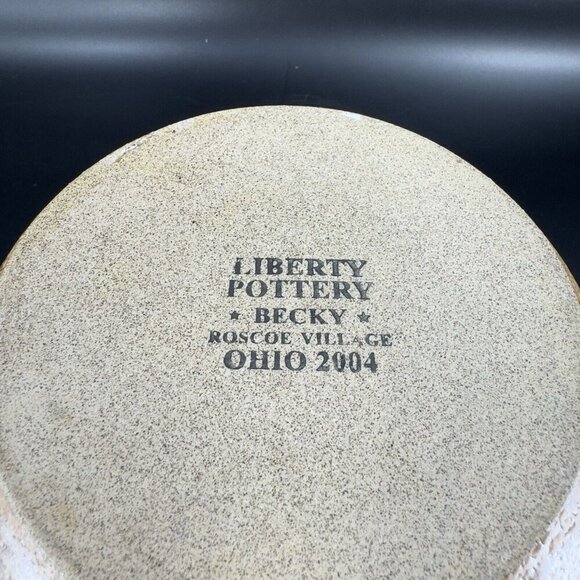 LIBERTY
POTTERY
★ BECKY ★
ROSCOE VILLAGE
OHIO 2004